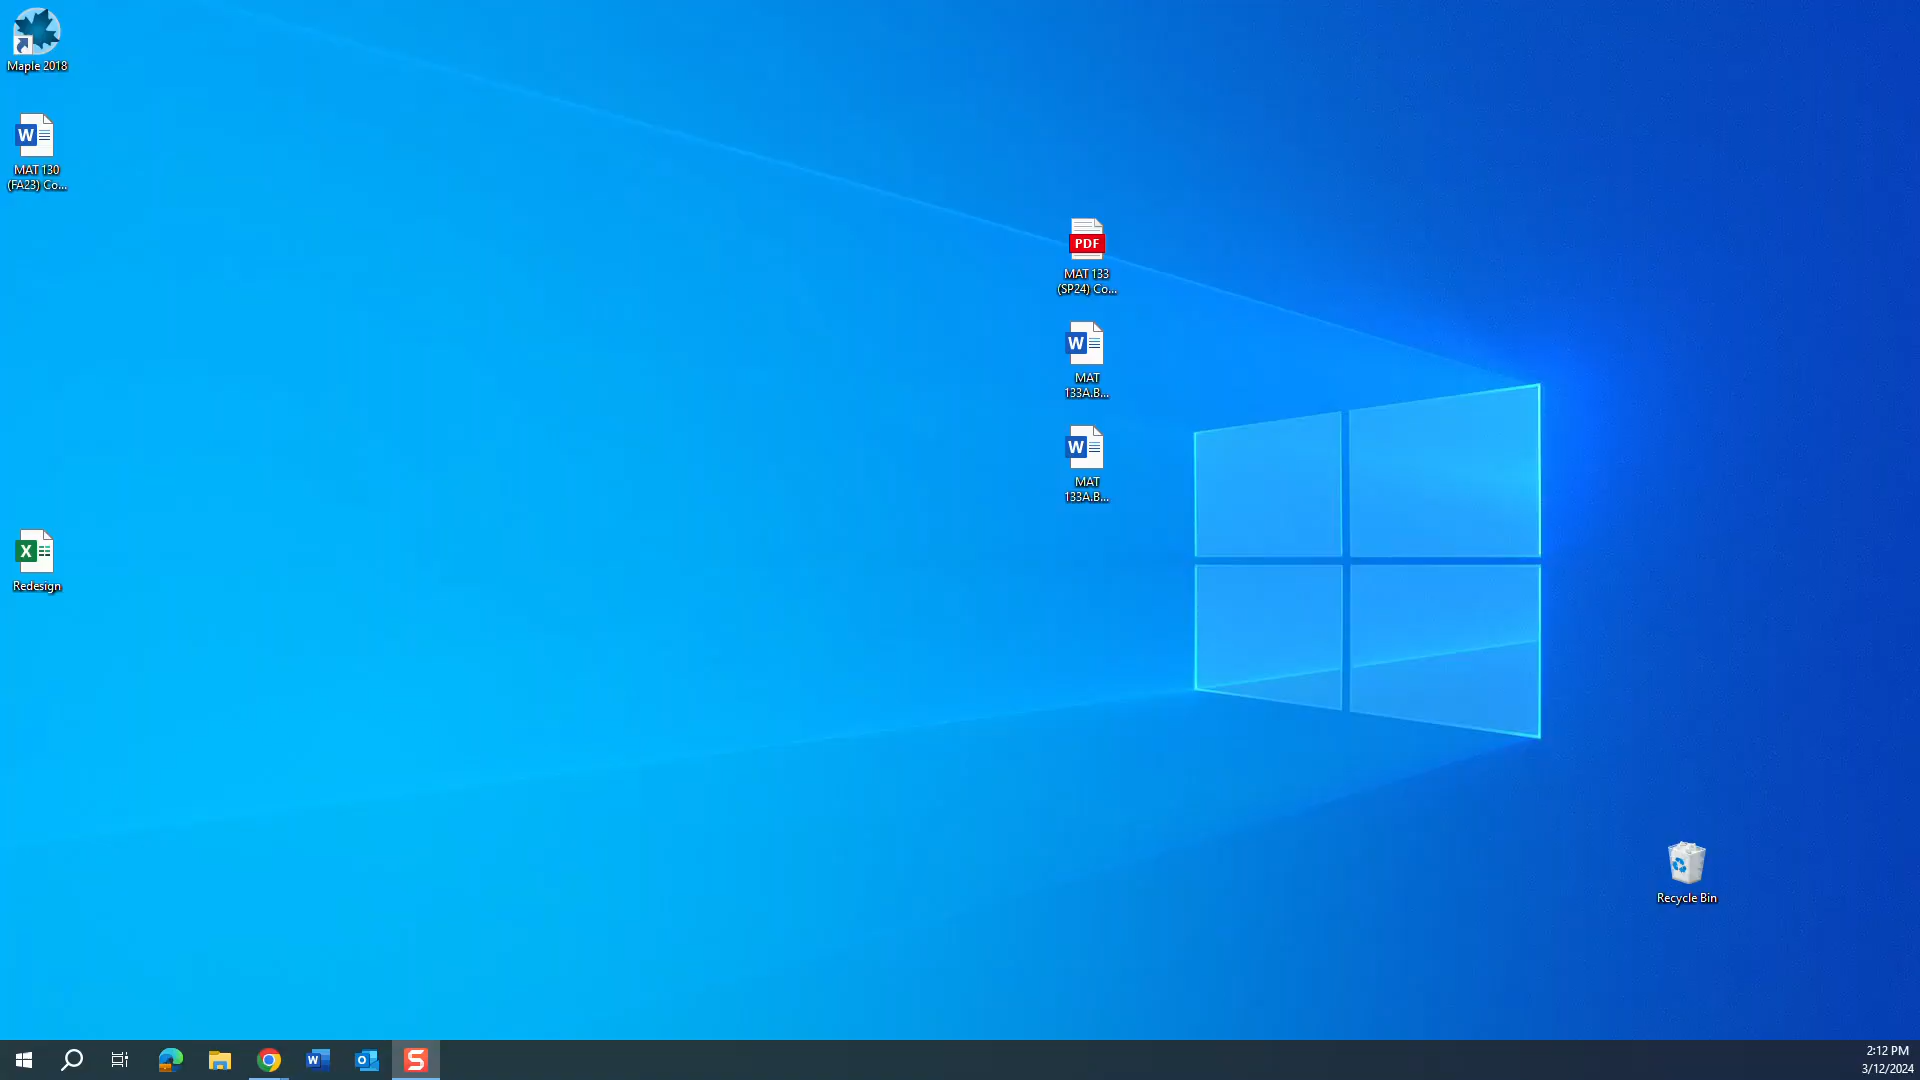 Maple 2018
W
MAT 130
(FA23) Co...
PDF
MAT 133
(SP24) Co...
W
MAT
133A.B...
W
MAT
133A.B...
X
Redesign
Recycle Bin
W
O
S
2:12 PM
3/12/2024